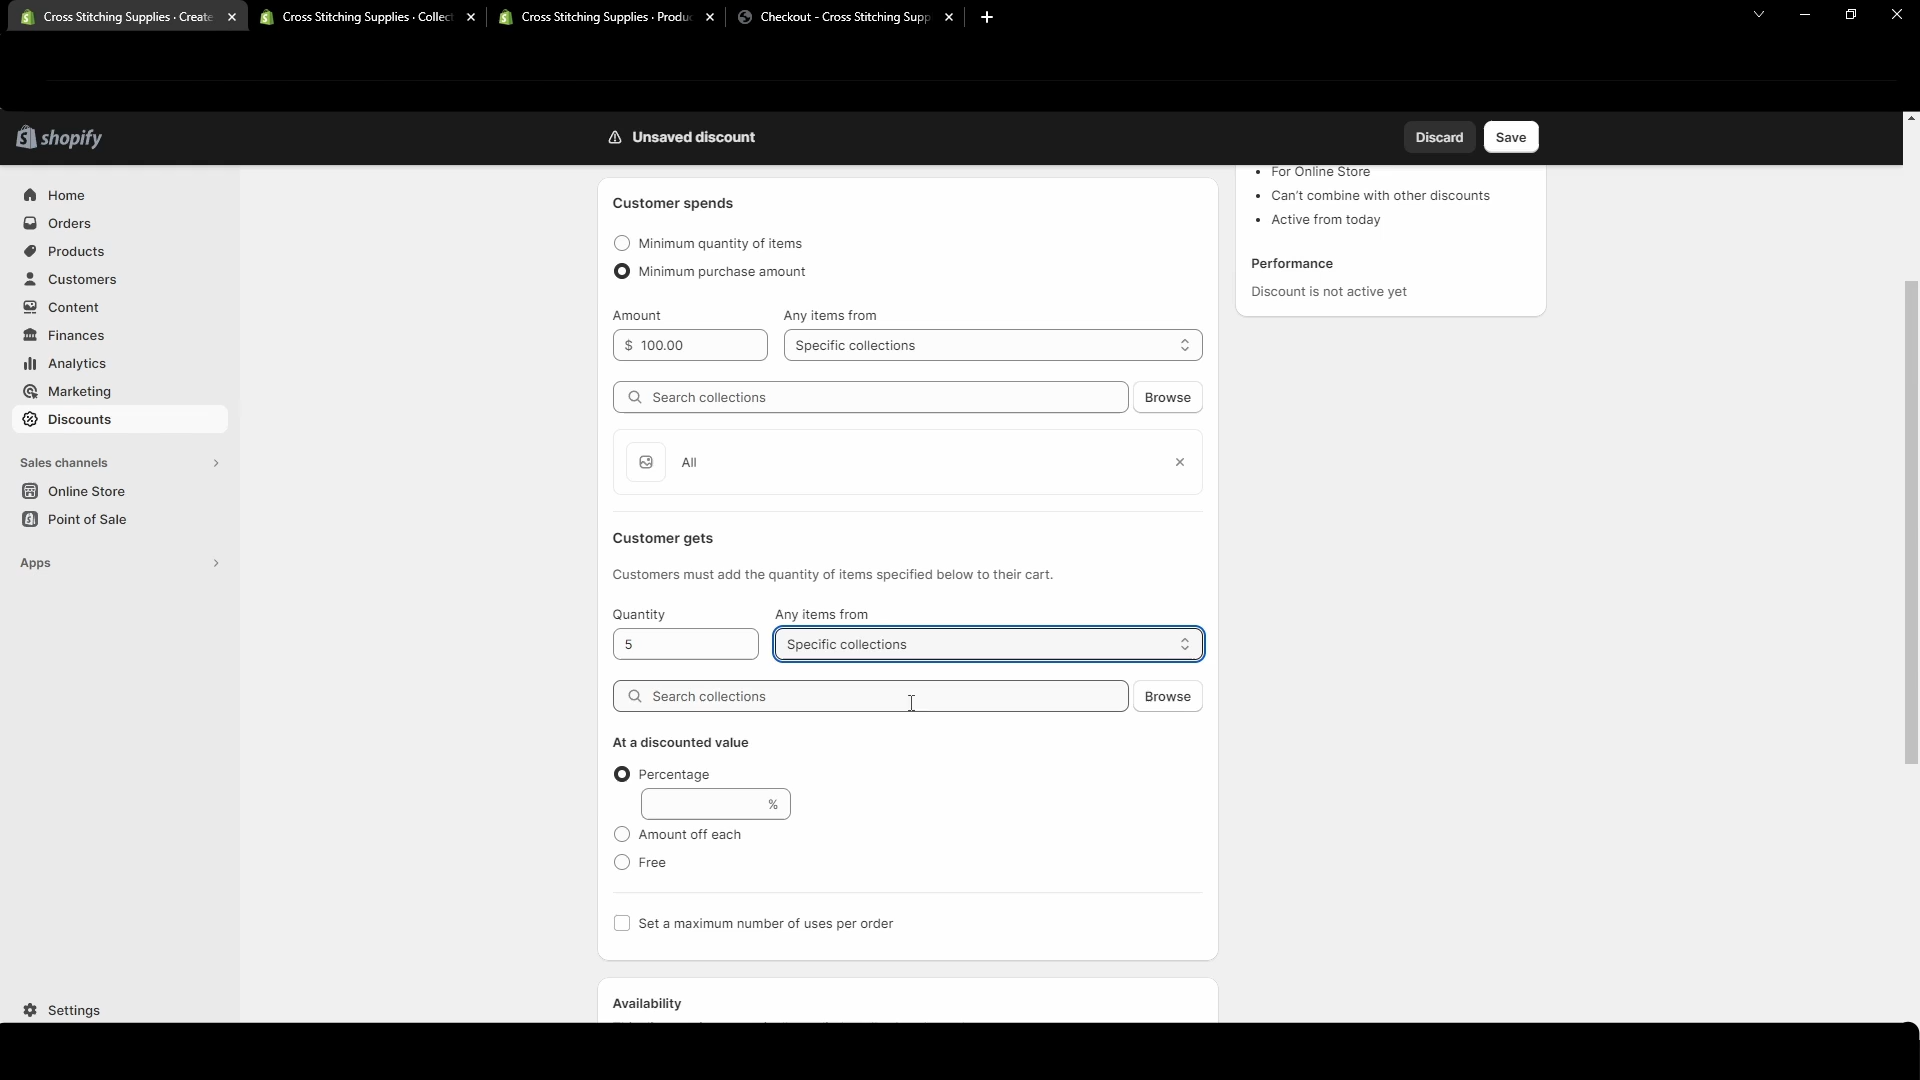 Cross Stitching Supplies · Create
Cross Stitching Supplies · Collect
Cross Stitching Supplies · Produc
Checkout - Cross Stitching Supp
shopify
Unsaved discount
Discard
Save
Home
Orders
Products
Customers
Content
Finances
Analytics
Marketing
Discounts
Sales channels
Online Store
Point of Sale
Apps
Settings
Customer spends
Minimum quantity of items
Minimum purchase amount
Amount
Any items from
$ 100.00
Specific collections
Search collections
Browse
All
Customer gets
Customers must add the quantity of items specified below to their cart.
Quantity
Any items from
5
Specific collections
Search collections
Browse
At a discounted value
Percentage
%
Amount off each
Free
Set a maximum number of uses per order
Availability
• For Online Store
• Can't combine with other discounts
• Active from today
Performance
Discount is not active yet